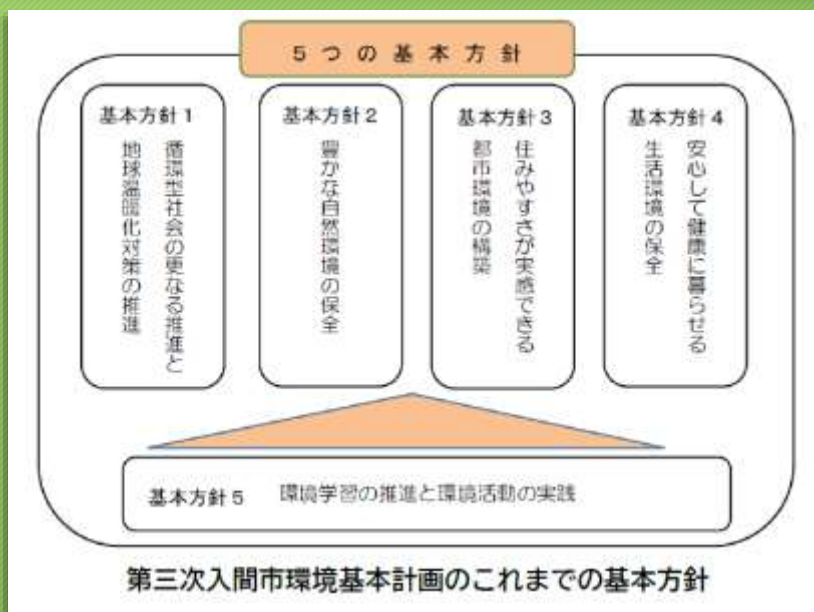 5つの基本方針
基本方針1
循環型社会の更なる推進と
地球温暖化対策の推進
基本方針2
豊かな自然環境の保全
基本方針3
住みやすさが実感できる
都市環境の構築
基本方針4
安心して健康に暮らせる
生活環境の保全
基本方針5 環境学習の推進と環境活動の実践
第三次入間市環境基本計画のこれまでの基本方針